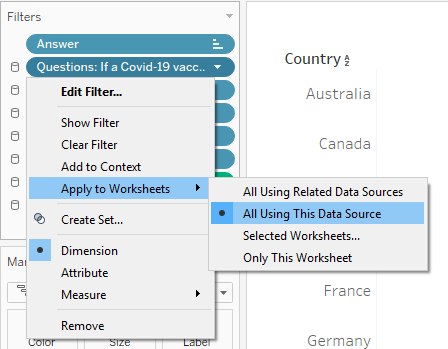 Filters
Answer
Questions: If a Covid-19 vacc..
Edit Filter...
Show Filter
Clear Filter
Add to Context
Apply to Worksheets
Create Set...
Dimension
Attribute
Measure
Remove
All Using Related Data Sources
All Using This Data Source
Selected Worksheets...
Only This Worksheet
Country
Australia
Canada
France
Germany
Color
Size
Label